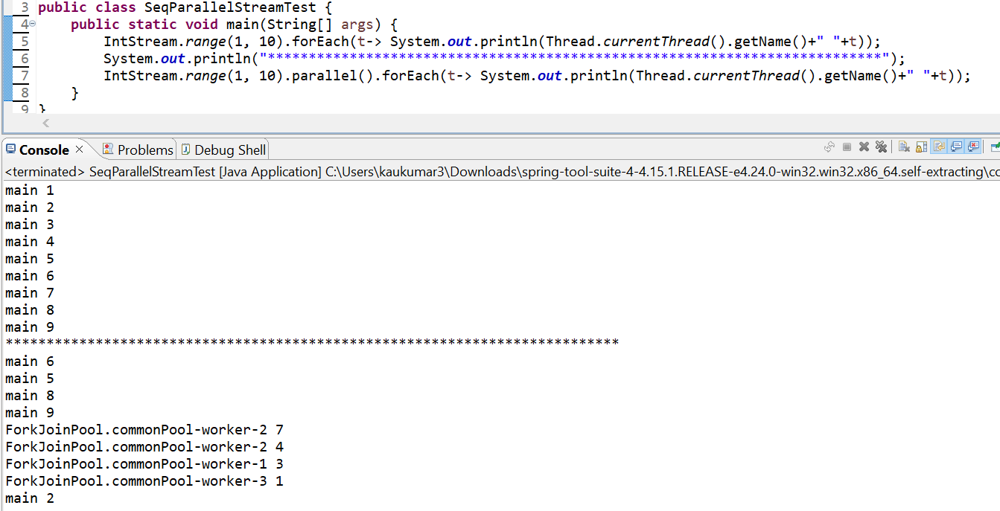 3 public class SeqParallelStreamTest {
4 public static void main(String[] args) {
5 IntStream.range(1, 10).forEach(t-> System.out.println(Thread.currentThread().getName()+" "+t));
6 System.out.println("***************************************************************************");
7 IntStream.range(1, 10).parallel().forEach(t-> System.out.println(Thread.currentThread().getName()+" "+t));
8 }
9 }
Console Problems Debug Shell
<terminated> SeqParallelStreamTest [Java Application] C:\Users\kaukumar3\Downloads\spring-tool-suite-4-4.15.1.RELEASE-e4.24.0-win32.win32.x86_64.self-extracting\co
main 1
main 2
main 3
main 4
main 5
main 6
main 7
main 8
main 9
***************************************************************************
main 6
main 5
main 8
main 9
ForkJoinPool.commonPool-worker-2 7
ForkJoinPool.commonPool-worker-2 4
ForkJoinPool.commonPool-worker-1 3
ForkJoinPool.commonPool-worker-3 1
main 2